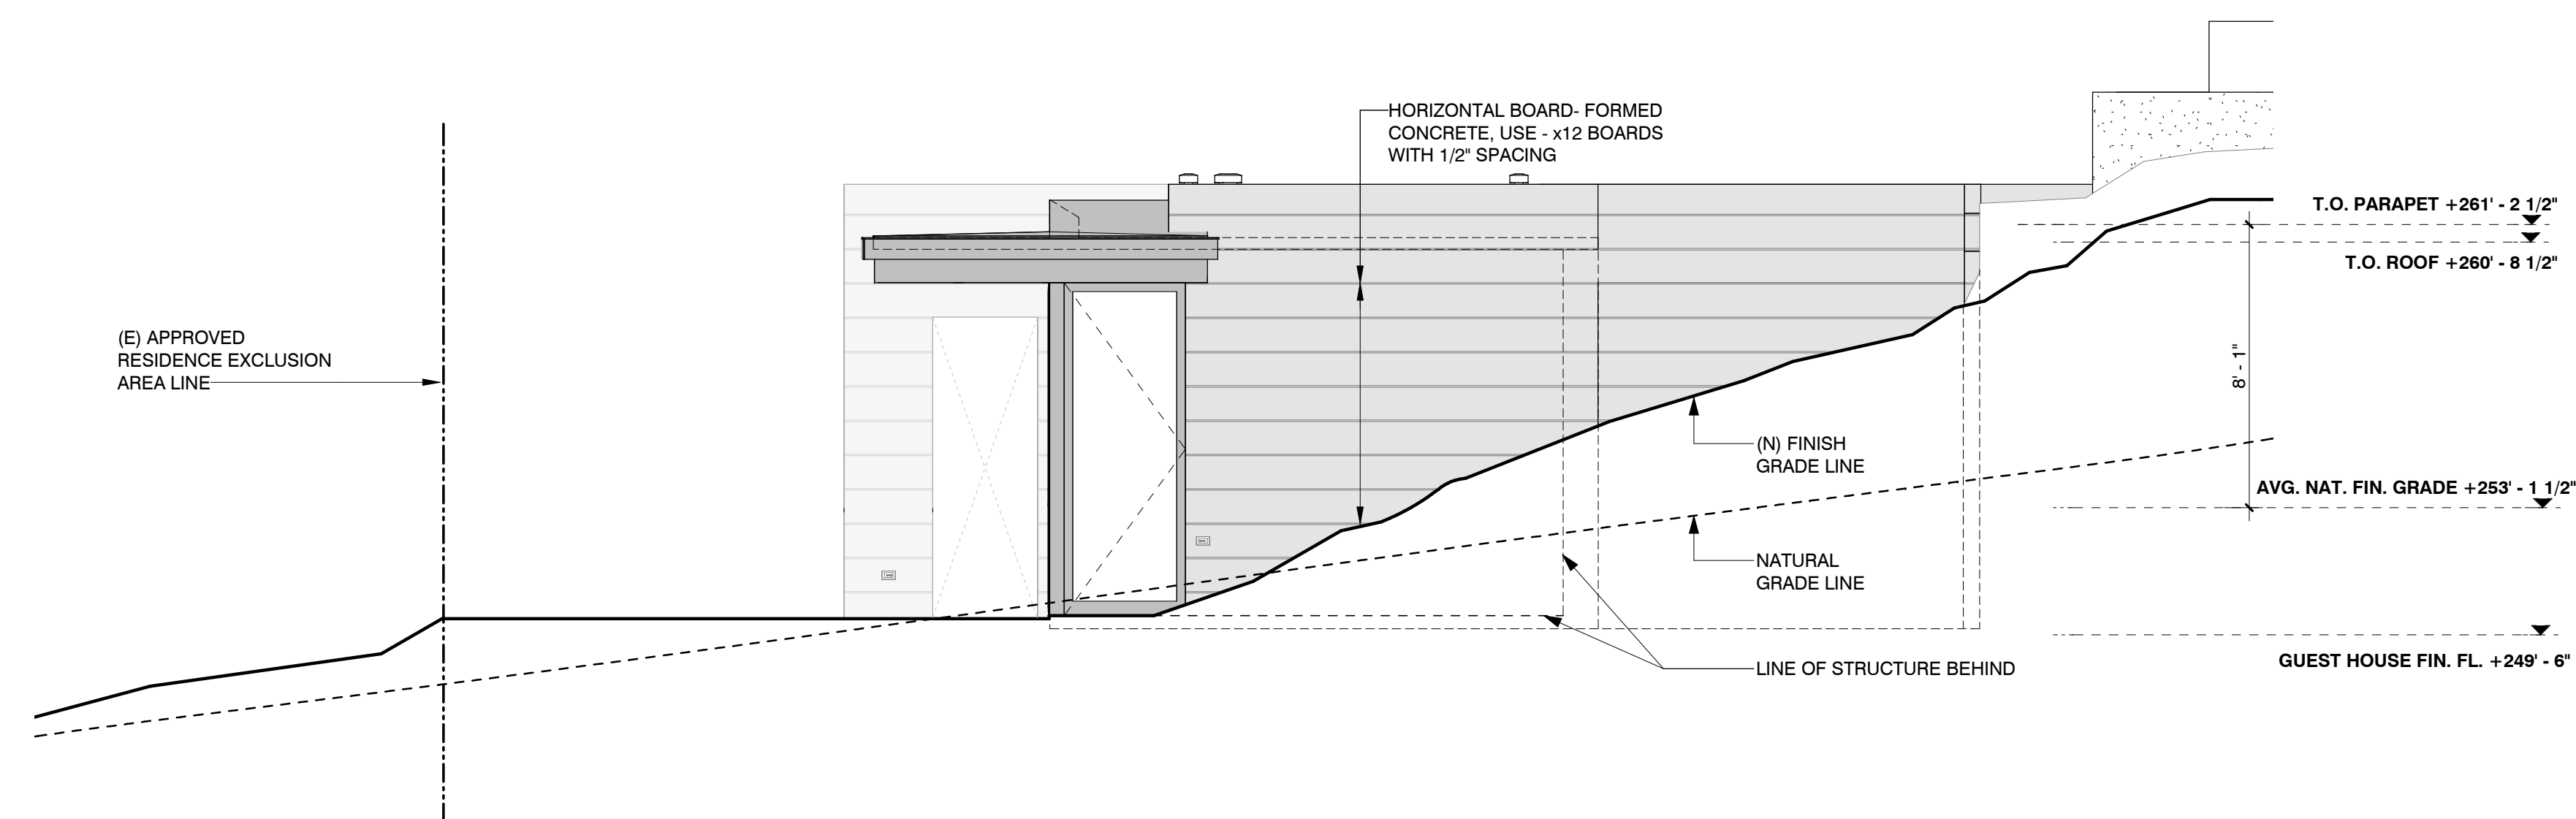 HORIZONTAL BOARD- FORMED
CONCRETE, USE - x12 BOARDS
WITH 1/2" SPACING
T.O. PARAPET +261' - 2 1/2"
T.O. ROOF +260' - 8 1/2"
(E) APPROVED
RESIDENCE EXCLUSION
AREA LINE
8' - 1"
(N) FINISH
GRADE LINE
AVG. NAT. FIN. GRADE +253' - 1 1/2"
NATURAL
GRADE LINE
GUEST HOUSE FIN. FL. +249' - 6"
LINE OF STRUCTURE BEHIND